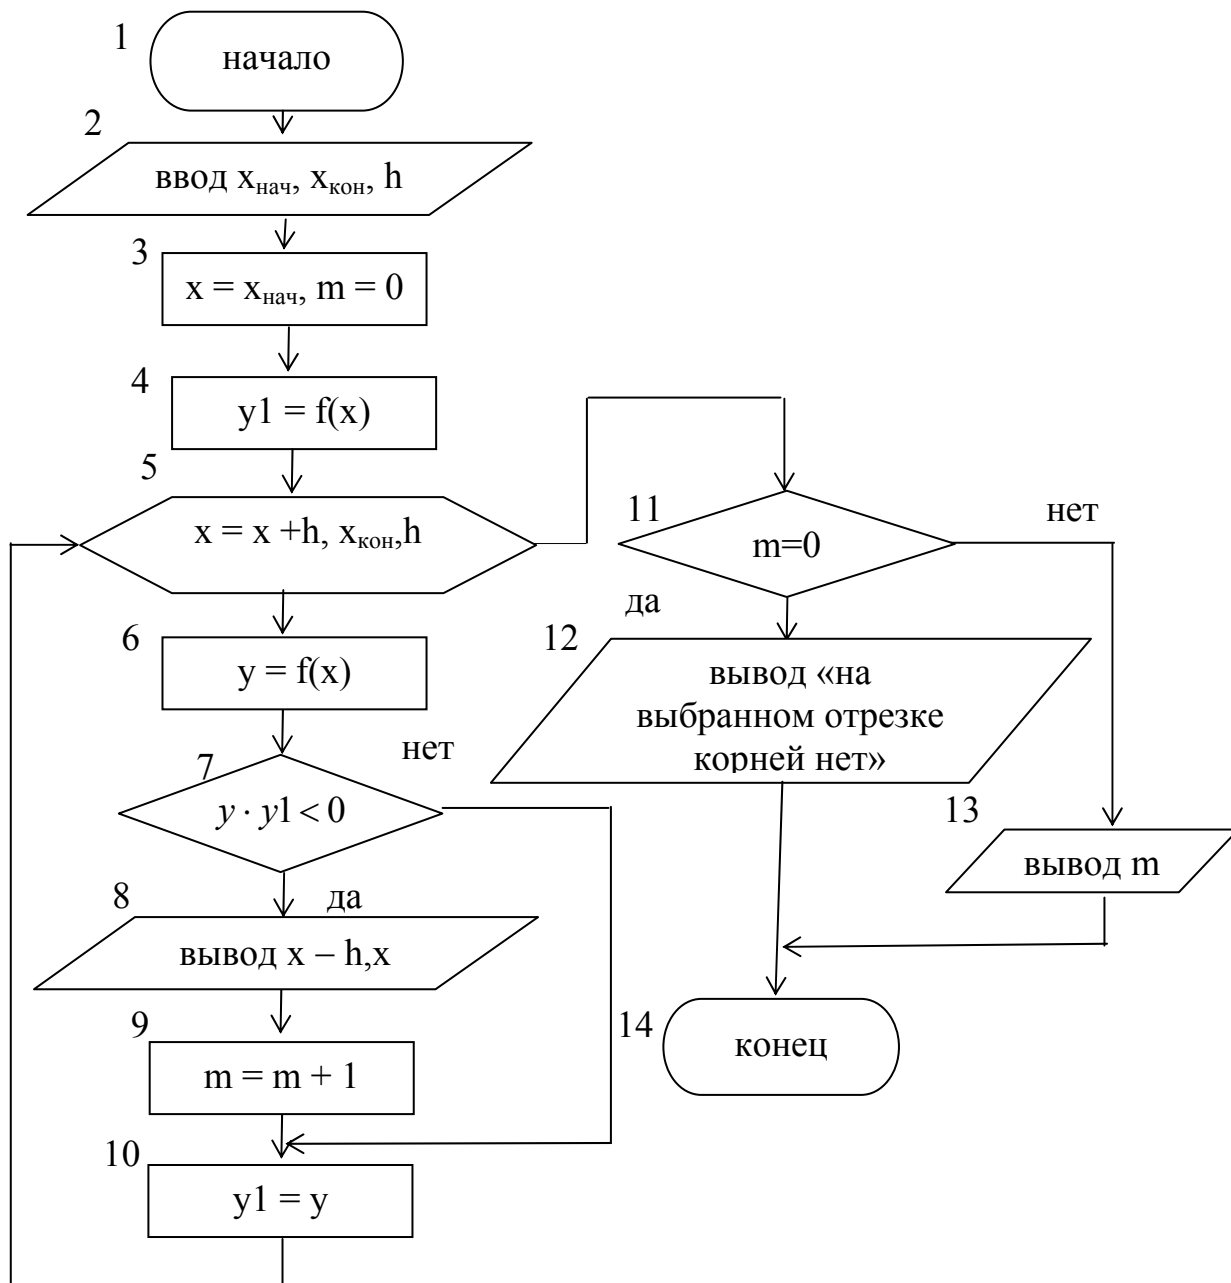 1
начало
2
ввод xнач, xкон, h
3
x = xнач, m = 0
4
y1 = f(x)
5
x = x +h, xкон,h
6
y = f(x)
7
нет
y · y1 < 0
да
8
вывод x – h,x
9
m = m + 1
10
y1 = y
11
нет
m=0
да
12
вывод «на
выбранном отрезке
корней нет»
13
вывод m
14
конец